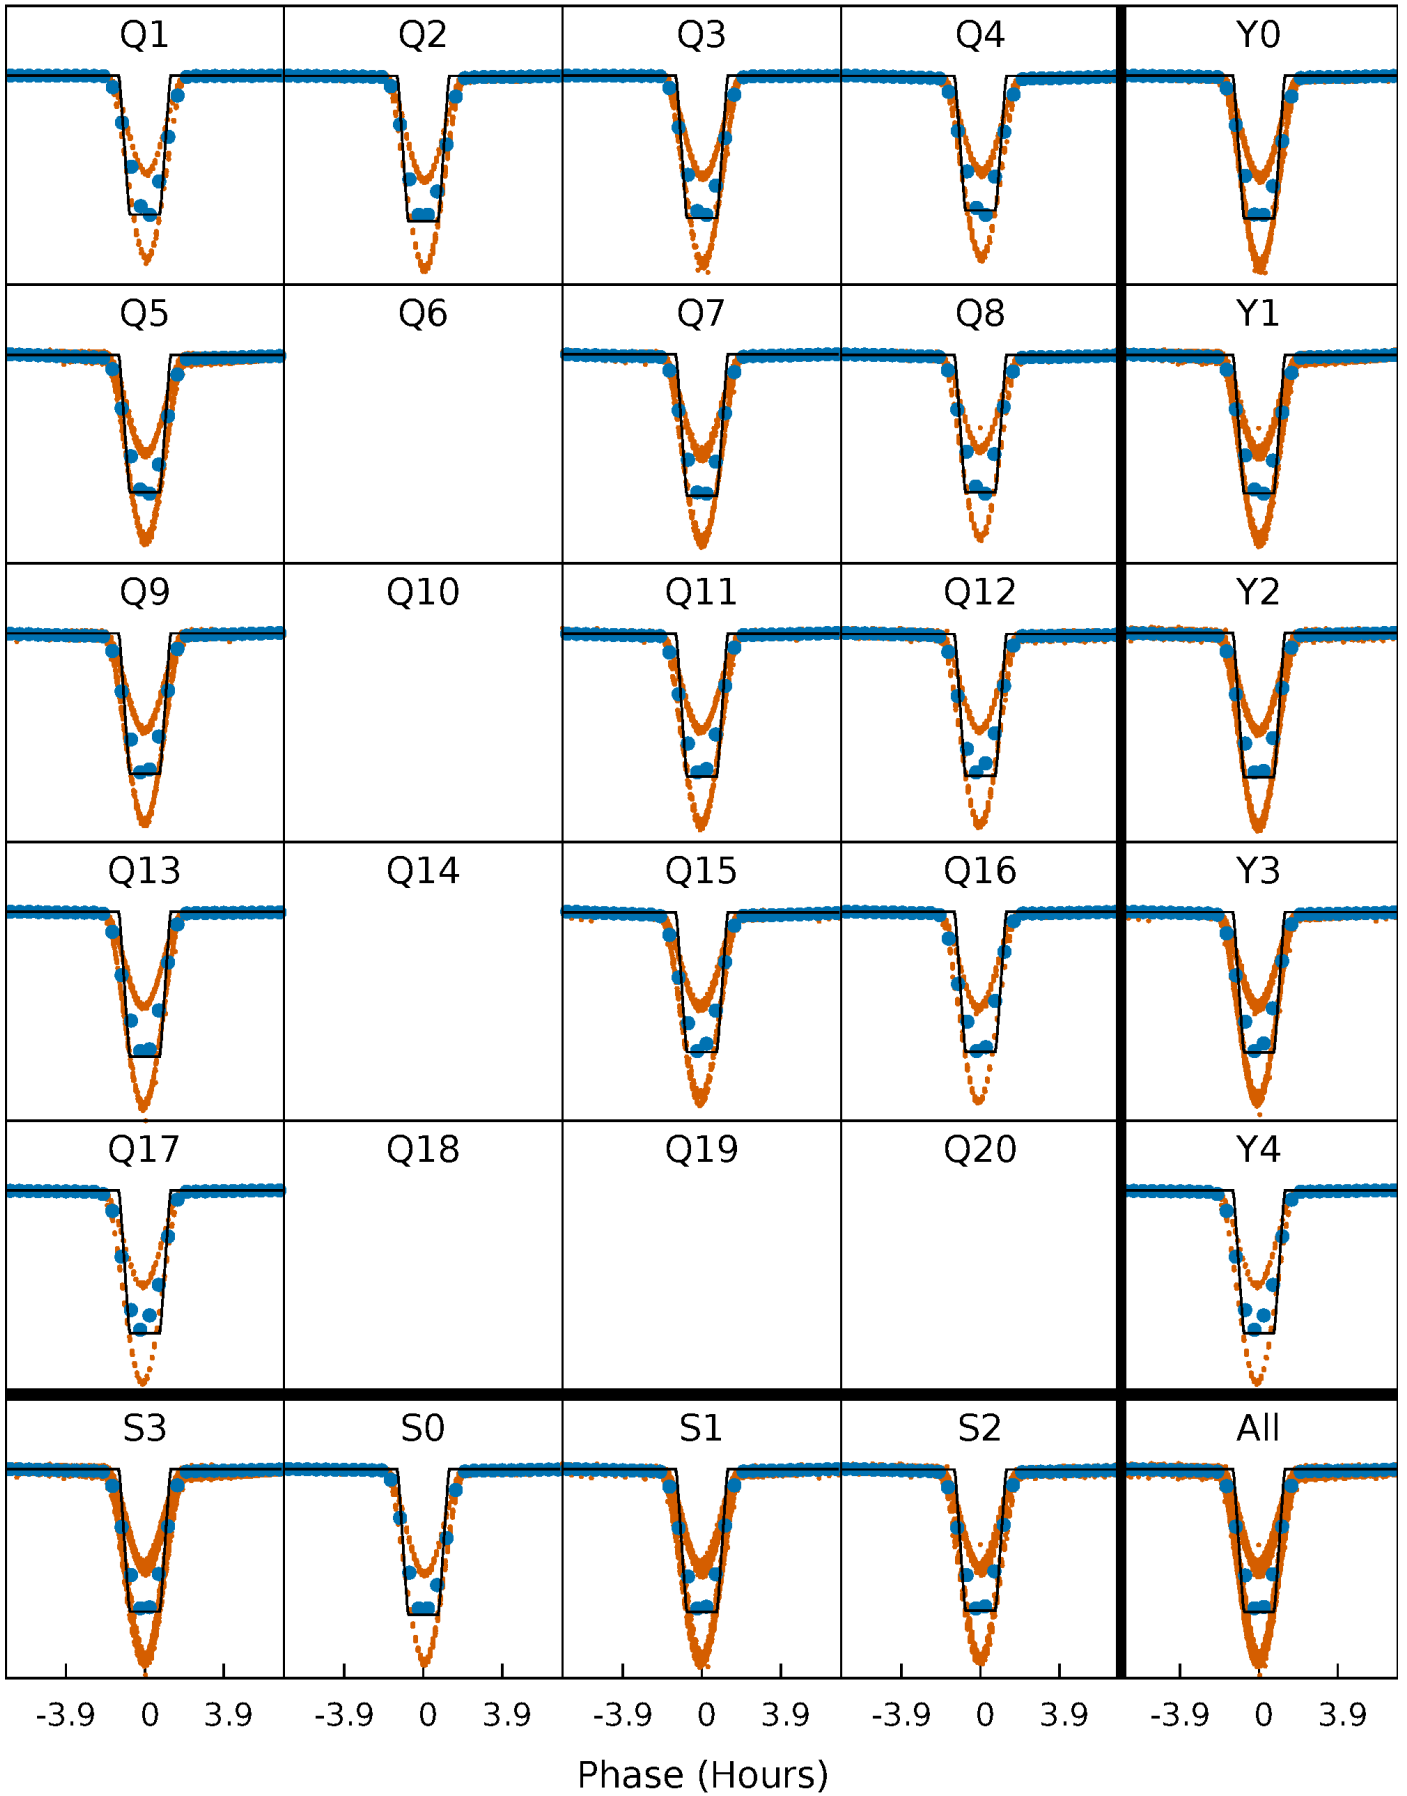 Q1 Q2 Q3 Q4 Y0
Q5 Q6 Q7 Q8 Y1
Q9 Q10 Q11 Q12 Y2
Q13 Q14 Q15 Q16 Y3
Q17 Q18 Q19 Q20 Y4
S3 S0 S1 S2 All
-3.9 0 3.9 -3.9 0 3.9 -3.9 0 3.9 -3.9 0 3.9 -3.9 0 3.9
Phase (Hours)